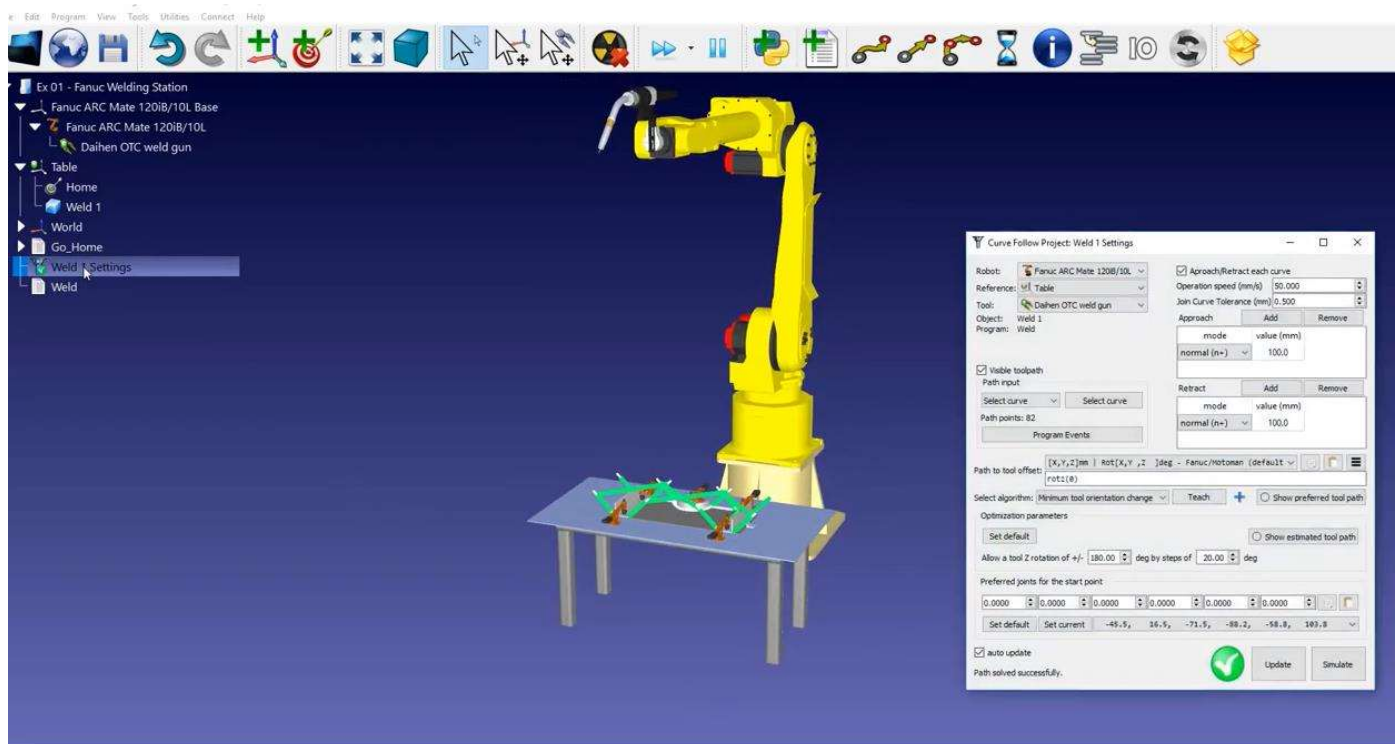 Edit Program View Tools Utilities Connect Help
IO
Ex 01 - Fanuc Welding Station
Fanuc ARC Mate 120iB/10L Base
Fanuc ARC Mate 120iB/10L
Daihen OTC weld gun
Table
Home
Weld 1
World
Go_Home
Weld 1 Settings
Weld
Curve Follow Project: Weld 1 Settings
Robot: Fanuc ARC Mate 120iB/10L
Reference: Table
Tool: Daihen OTC weld gun
Object: Weld 1
Program: Weld
Visible toolpath
Path input
Select curve Select curve
Path points: 82
Program Events
Aproach/Retract each curve
Operation speed (mm/s) 50.000
Join Curve Tolerance (mm) 0.500
Approach Add Remove
mode value (mm)
normal (n+) 100.0
Retract Add Remove
mode value (mm)
normal (n+) 100.0
Path to tool offset: [X,Y,Z]mm | Rot[X,Y ,Z ]deg - Fanuc/Motoman (default
rotz(0)
Select algorithm: Minimum tool orientation change Teach Show preferred tool path
Optimization parameters
Set default Show estimated tool path
Allow a tool Z rotation of +/- 180.00 deg by steps of 20.00 deg
Preferred joints for the start point
0.0000 0.0000 0.0000 0.0000 0.0000 0.0000
Set default Set current -45.5, 16.5, -71.5, -88.2, -58.8, 103.8
auto update
Path solved successfully.
Update Simulate